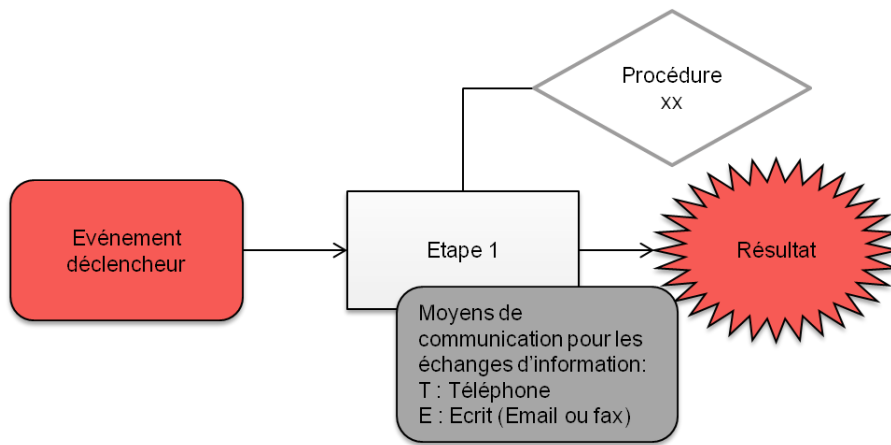 Procédure
xx
Evénement
déclencheur
Etape 1
Résultat
Moyens de
communication pour les
échanges d'information:
T : Téléphone
E : Ecrit (Email ou fax)